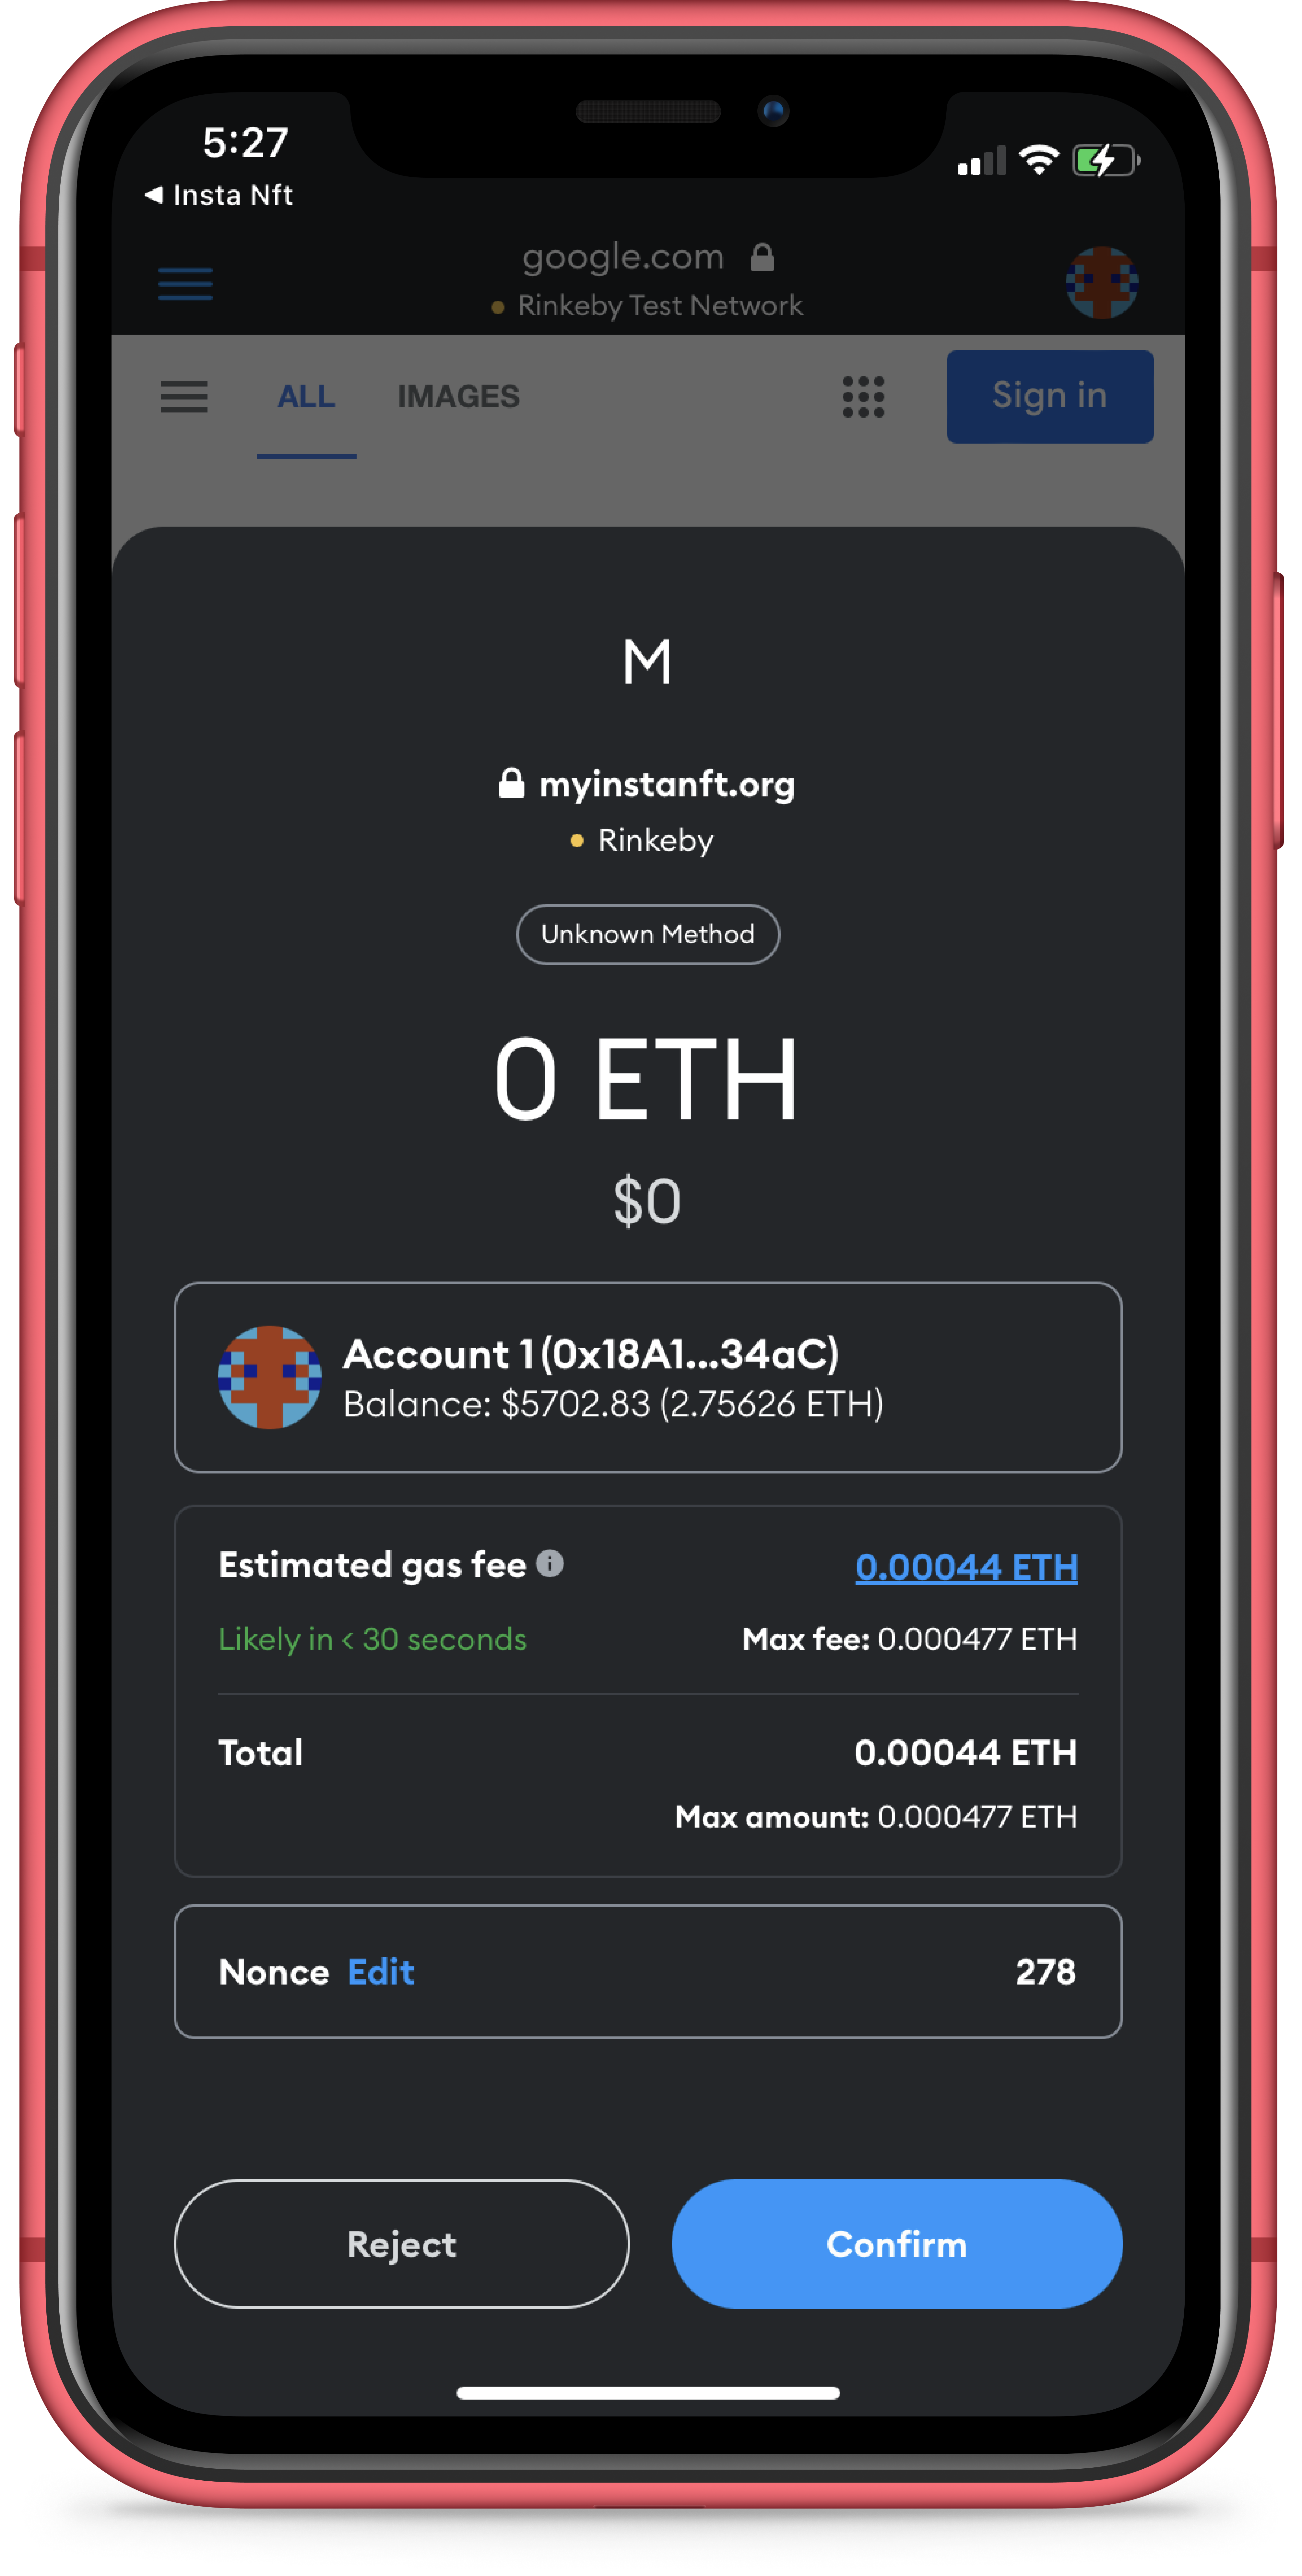 5:27
◀ Insta Nft
google.com
Rinkeby Test Network
ALL IMAGES Sign in
M
myinstanft.org
Rinkeby
Unknown Method
0 ETH
$0
Account 1 (0x18A1...34aC)
Balance: $5702.83 (2.75626 ETH)
Estimated gas fee 0.00044 ETH
Likely in < 30 seconds Max fee: 0.000477 ETH
Total 0.00044 ETH
Max amount: 0.000477 ETH
Nonce Edit 278
Reject Confirm